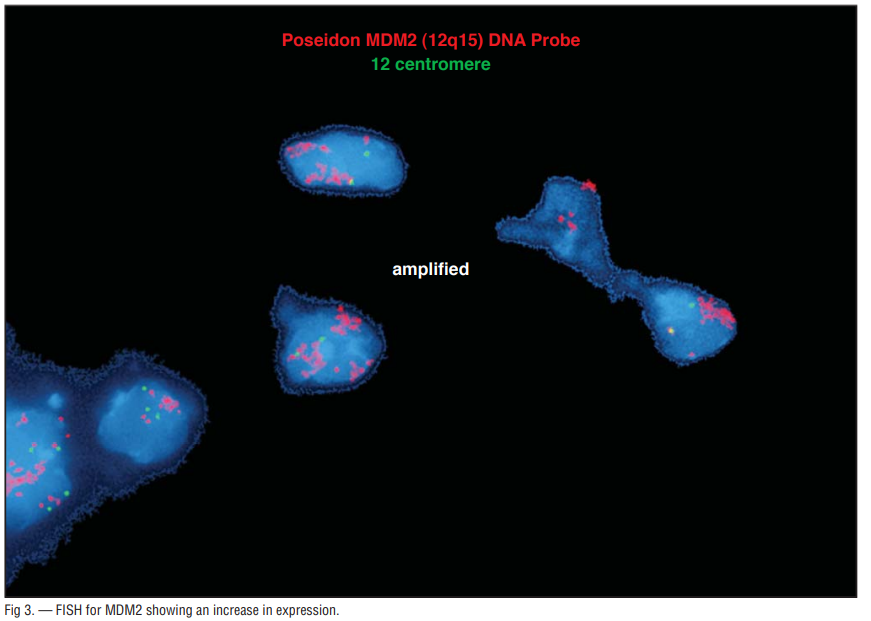 Poseidon MDM2 (12q15) DNA Probe
12 centromere
amplified
Fig 3. — FISH for MDM2 showing an increase in expression.